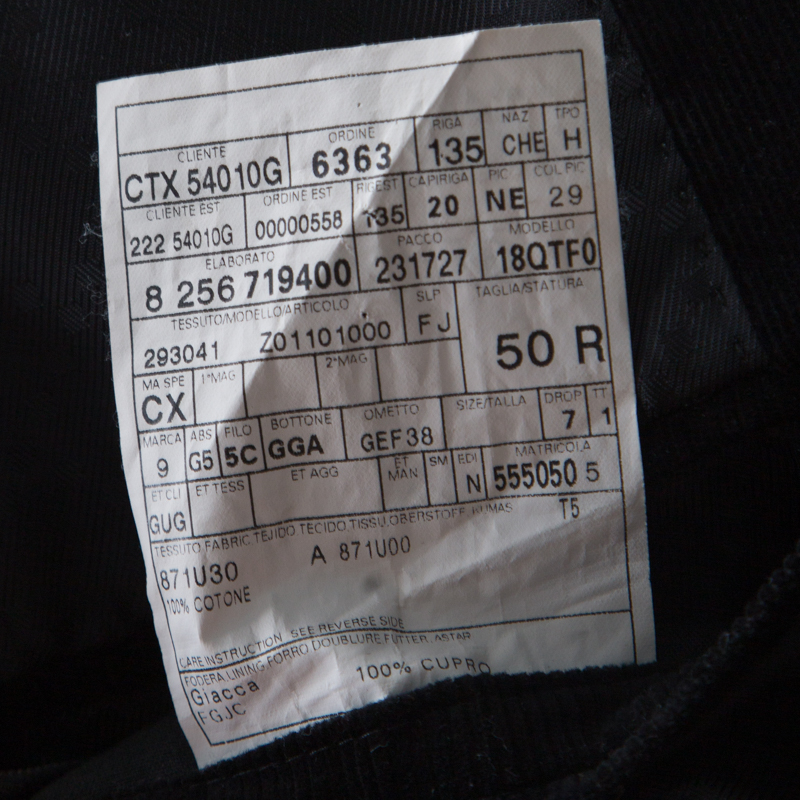 CLIENTE ORDINE RIGA NAZ TPO
CTX 54010G 6363 135 CHE H
CLIENTE EST ORDINE EST RIGEST CAPIRIGA PIC COL PIC
222 54010G 00000558 135 20 NE 29
ELABORATO PACCO MODELLO
8 256 719400 231727 18QTF0
TESSUTO/MODELLO/ARTICOLO SLP TAGLIA/STATURA
293041 Z01101000 FJ 50 R
MA SPE 1°MAG 2°MAG
CX
MARCA ABS FILO BOTTONE OMETTO SIZE/TALLA DROP TT
9 G5 5C GGA GEF38 7 1
ET CLI ET TESS ET AGG ET MAN SM EDI MATRICOLA
GUG N 555050 5
TESSUTO FABRIC TEJIDO TECIDO TISSU OBERSTOFF KUMAS T5
871U30 A 871U00
100% COTONE
CARE INSTRUCTION SEE REVERSE SIDE
FODERA LINING FORRO DOUBLURE FUTTER ASTAR
Giacca 100% CUPRO
FGJC